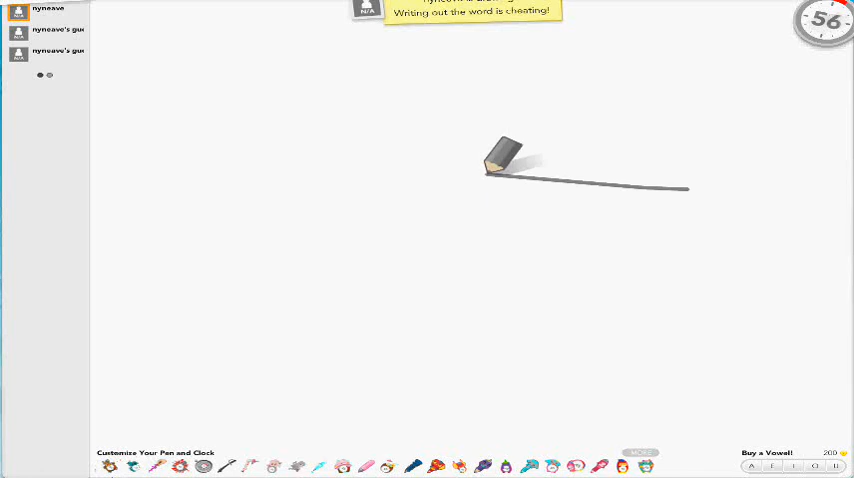 nyneave
nyneave's gue
nyneave's gue
N/A
N/A
N/A
N/A
Writing out the word is cheating!
56
Customize Your Pen and Clock
MORE
Buy a Vowel!
200
A E I O U